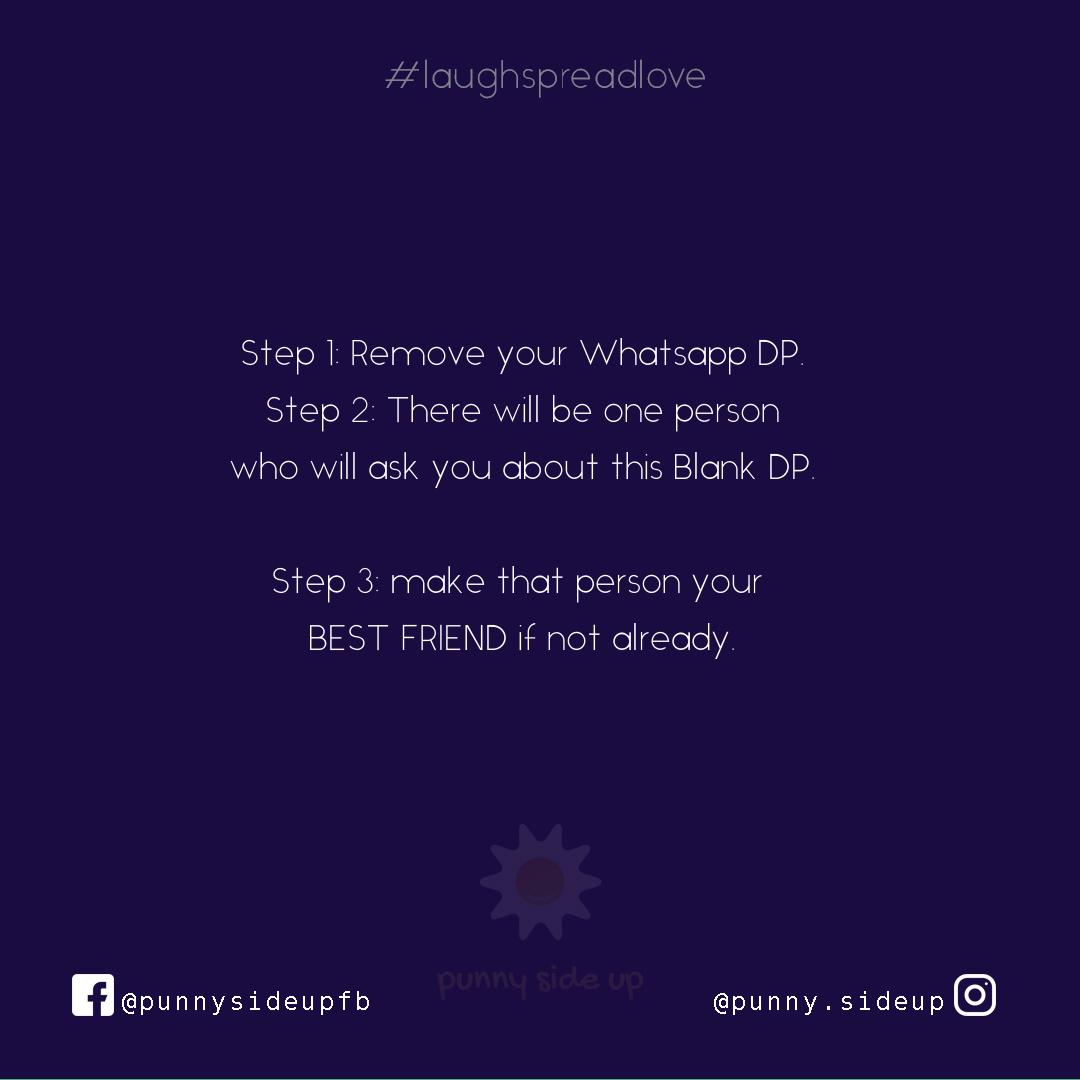 #laughspreadlove
Step 1: Remove your Whatsapp DP.
Step 2: There will be one person
who will ask you about this Blank DP.
Step 3: make that person your
BEST FRIEND if not already.
punny side up
@punnysideupfb
@punny.sideup